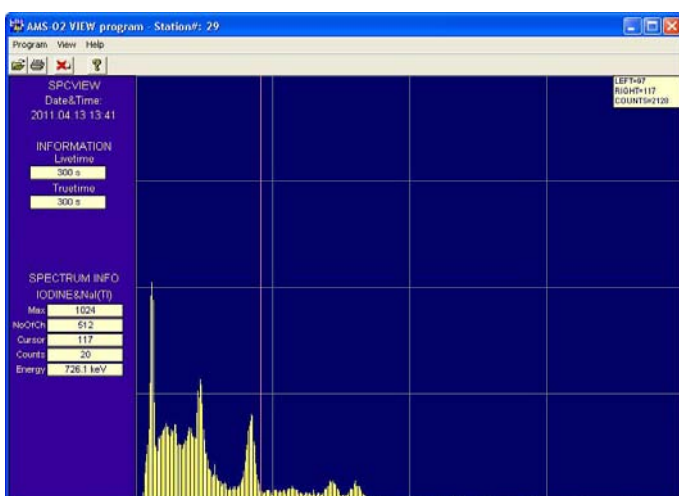 AMS-02 VIEW program - Station#: 29
Program View Help
SPCVIEW
Date&Time:
2011.04.13 13:41
INFORMATION
Livetime
300 s
Truetime
300 s
SPECTRUM INFO
IODINE&NaI(Tl)
Max 1024
NoOfCh 512
Cursor 117
Counts 20
Energy 726.1 keV
LEFT=97
RIGHT=117
COUNTS=2128